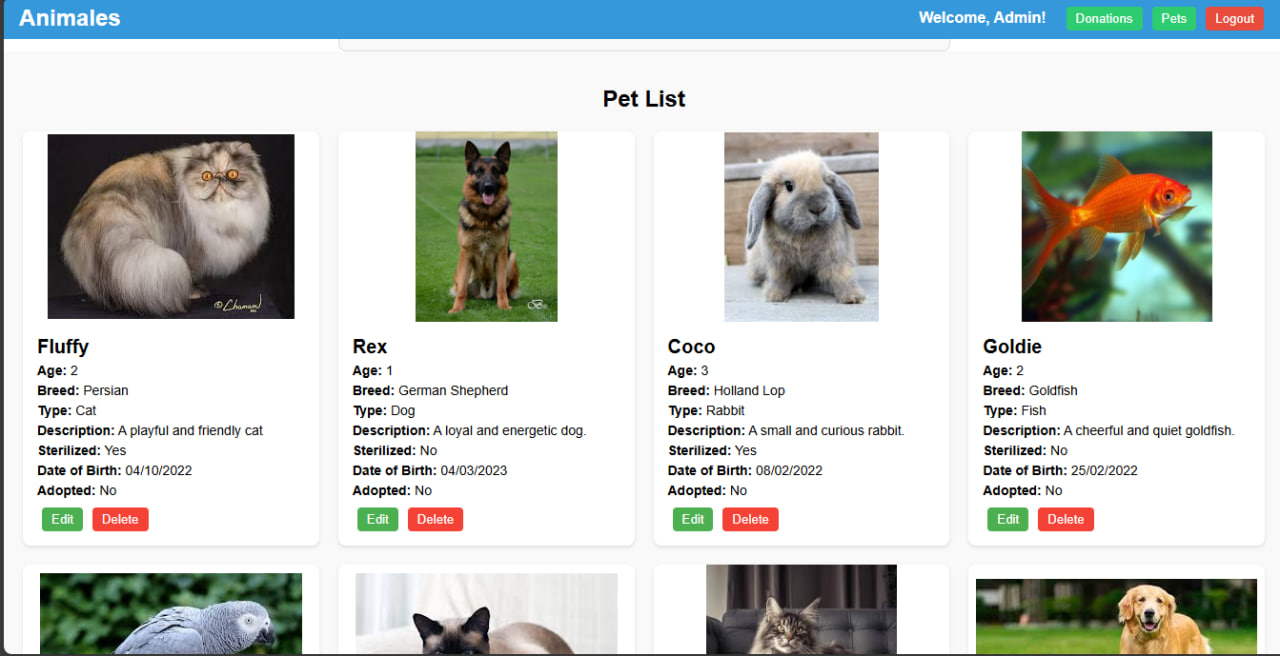 Animales
Welcome, Admin! Donations Pets Logout
Pet List
©Chanan
Fluffy
Age: 2
Breed: Persian
Type: Cat
Description: A playful and friendly cat
Sterilized: Yes
Date of Birth: 04/10/2022
Adopted: No
Edit Delete
Rex
Age: 1
Breed: German Shepherd
Type: Dog
Description: A loyal and energetic dog.
Sterilized: No
Date of Birth: 04/03/2023
Adopted: No
Edit Delete
Coco
Age: 3
Breed: Holland Lop
Type: Rabbit
Description: A small and curious rabbit.
Sterilized: Yes
Date of Birth: 08/02/2022
Adopted: No
Edit Delete
Goldie
Age: 2
Breed: Goldfish
Type: Fish
Description: A cheerful and quiet goldfish.
Sterilized: No
Date of Birth: 25/02/2022
Adopted: No
Edit Delete